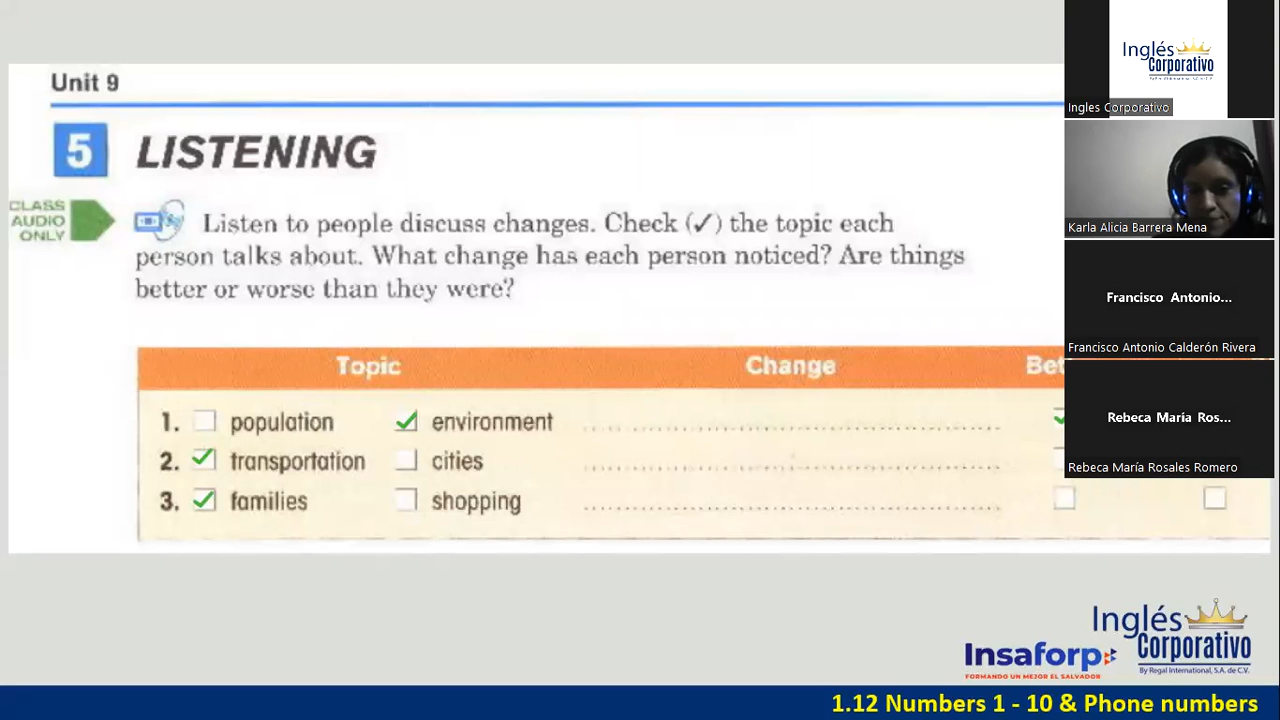 Unit 9
5 LISTENING
CLASS
AUDIO
ONLY
Listen to people discuss changes. Check (✓) the topic each
person talks about. What change has each person noticed? Are things
better or worse than they were?
Topic Change Bet
1. population environment
2. transportation cities
3. families shopping
Inglés
Corporativo
Ingles Corporativo
Karla Alicia Barrera Mena
Francisco Antonio...
Francisco Antonio Calderón Rivera
Rebeca María Ros...
Rebeca María Rosales Romero
Insaforp
FORMANDO UN MEJOR EL SALVADOR
Inglés
Corporativo
By Regal International, S.A. de C.V.
1.12 Numbers 1 - 10 & Phone numbers